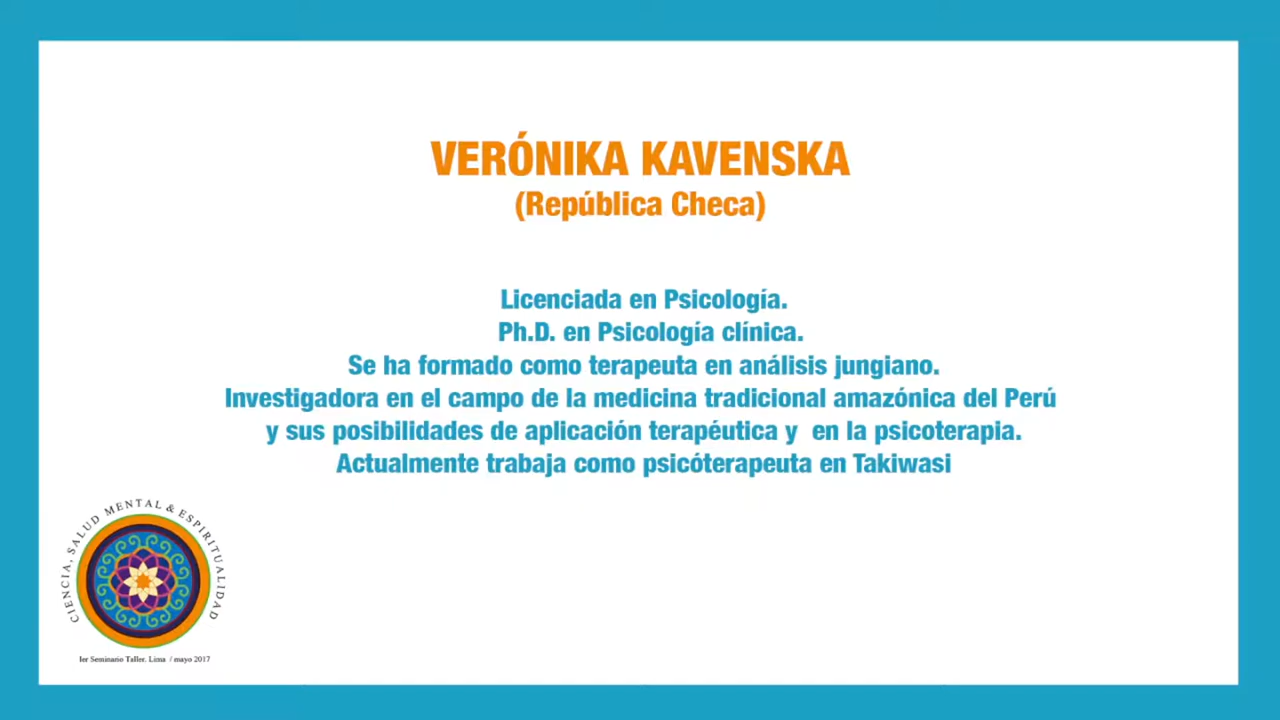 VERÓNIKA KAVENSKA
(República Checa)
Licenciada en Psicología.
Ph.D. en Psicología clínica.
Se ha formado como terapeuta en análisis jungiano.
Investigadora en el campo de la medicina tradicional amazónica del Perú
y sus posibilidades de aplicación terapéutica y en la psicoterapia.
Actualmente trabaja como psicóterapeuta en Takiwasi
CIENCIA, SALUD MENTAL & ESPIRITUALIDAD
Ier Seminario Taller. Lima / mayo 2017